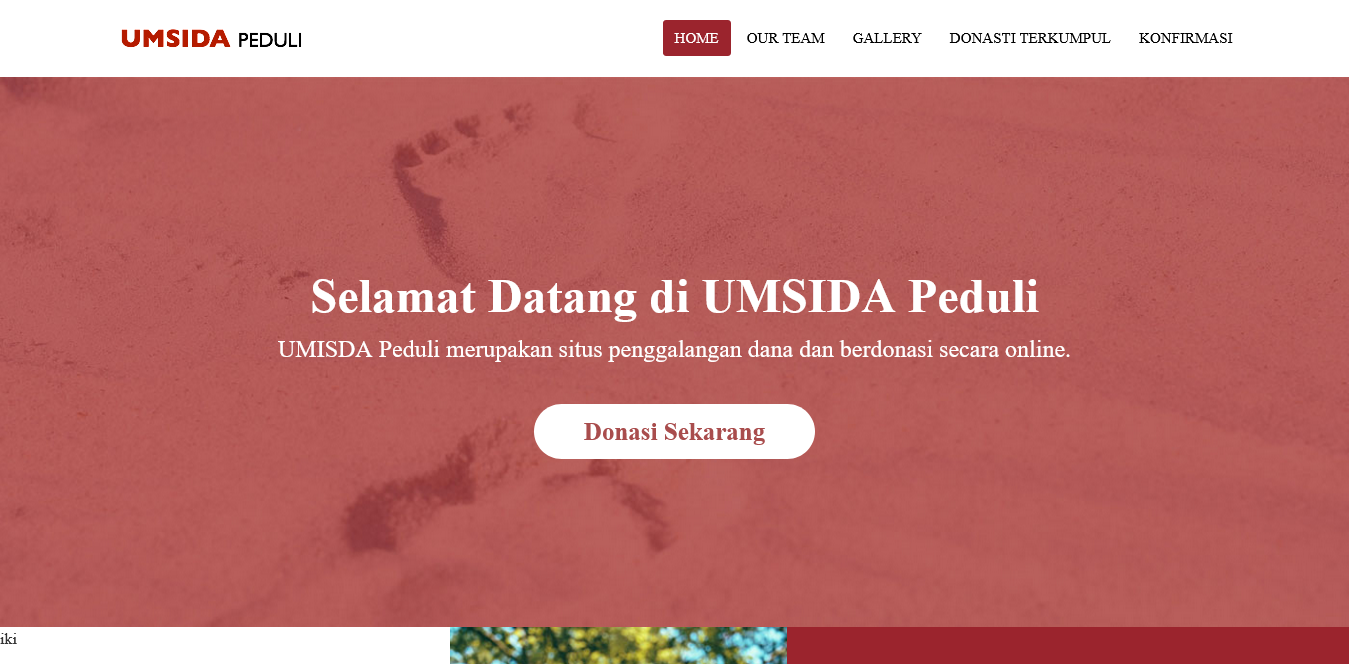 UMSIDA PEDULI
HOME OUR TEAM GALLERY DONASTI TERKUMPUL KONFIRMASI
Selamat Datang di UMSIDA Peduli
UMISDA Peduli merupakan situs penggalangan dana dan berdonasi secara online.
Donasi Sekarang
iki